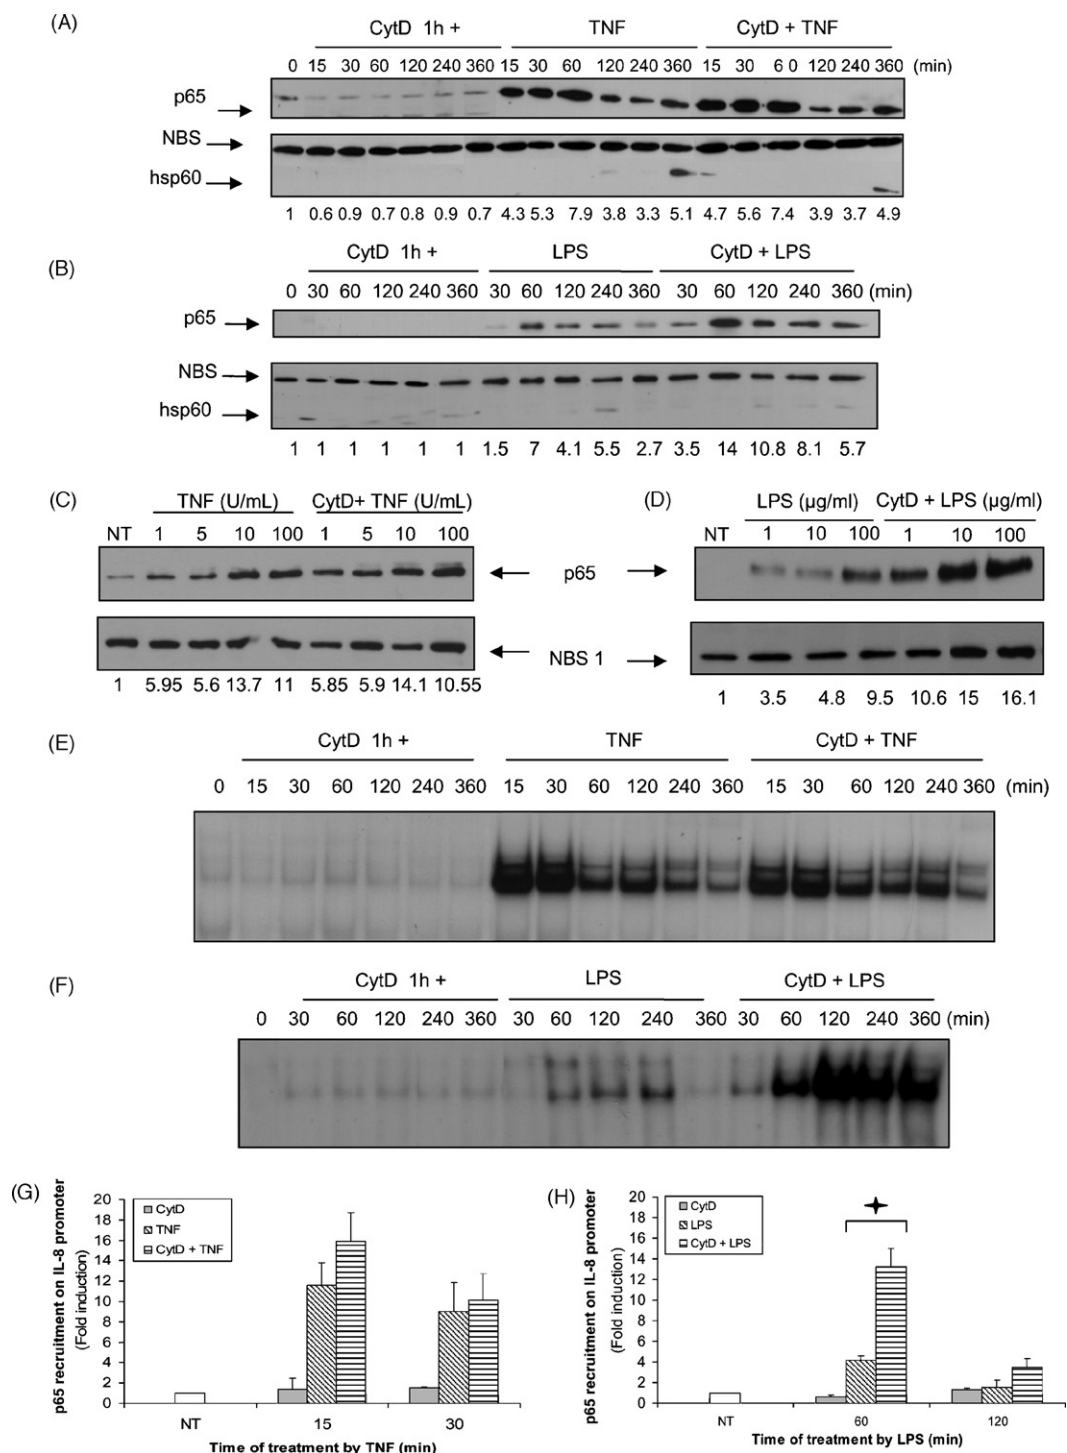 (A)
CytD 1h + TNF CytD + TNF
0 15 30 60 120 240 360 15 30 60 120 240 360 15 30 6 0 120 240 360 (min)
p65
NBS
hsp60
1 0.6 0.9 0.7 0.8 0.9 0.7 4.3 5.3 7.9 3.8 3.3 5.1 4.7 5.6 7.4 3.9 3.7 4.9
(B)
CytD 1h + LPS CytD + LPS
0 30 60 120 240 360 30 60 120 240 360 30 60 120 240 360 (min)
p65
NBS
hsp60
1 1 1 1 1 1 1.5 7 4.1 5.5 2.7 3.5 14 10.8 8.1 5.7
(C)
TNF (U/mL) CytD+ TNF (U/mL)
NT 1 5 10 100 1 5 10 100
p65
NBS 1
1 5.95 5.6 13.7 11 5.85 5.9 14.1 10.55
(D)
LPS (µg/ml) CytD + LPS (µg/ml)
NT 1 10 100 1 10 100
1 3.5 4.8 9.5 10.6 15 16.1
(E)
CytD 1h + TNF CytD + TNF
0 15 30 60 120 240 360 15 30 60 120 240 360 15 30 60 120 240 360 (min)
(F)
CytD 1h + LPS CytD + LPS
0 30 60 120 240 360 30 60 120 240 360 30 60 120 240 360 (min)
(G)
p65 recruitment on IL-8 promoter
(Fold induction)
20
18
16
14
12
10
8
6
4
2
0
CytD
TNF
CytD + TNF
NT 15 30
Time of treatment by TNF (min)
(H)
p65 recruitment on IL-8 promoter
(Fold induction)
20
18
16
14
12
10
8
6
4
2
0
CytD
LPS
CytD + LPS
NT 60 120
Time of treatment by LPS (min)